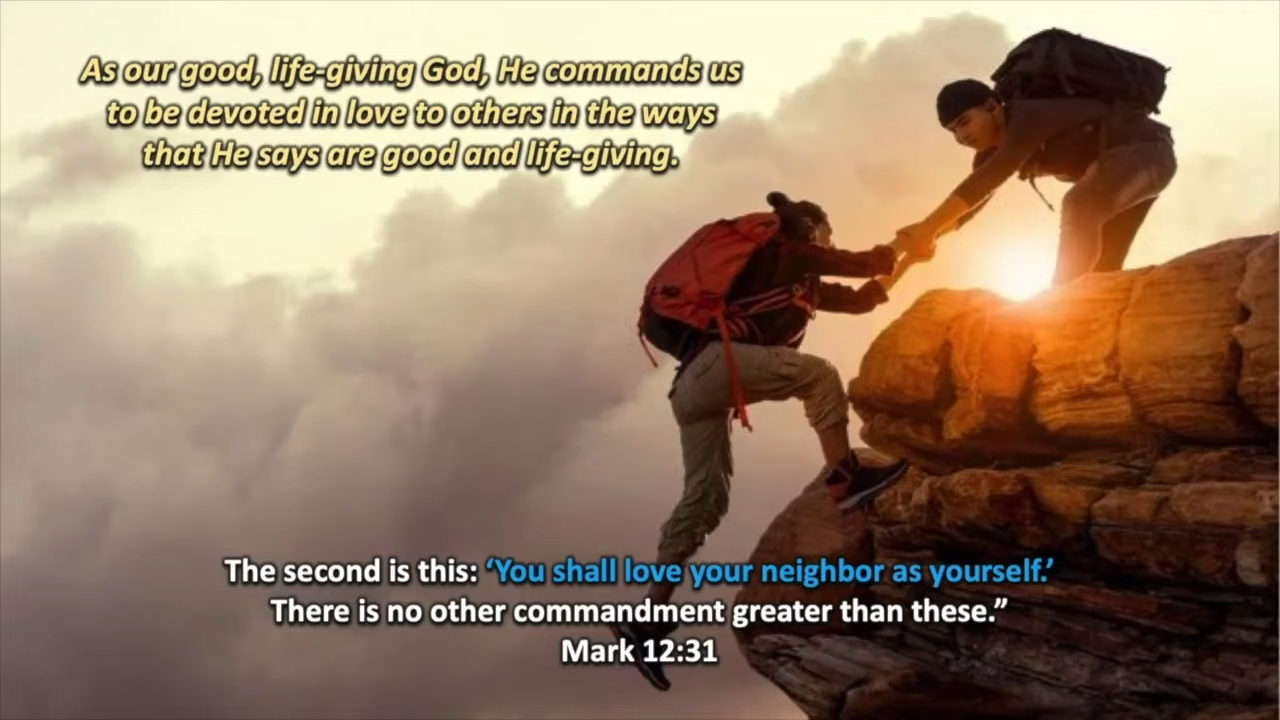 As our good, life-giving God, He commands us
to be devoted in love to others in the ways
that He says are good and life-giving.
The second is this: ‘You shall love your neighbor as yourself.’
There is no other commandment greater than these.”
Mark 12:31